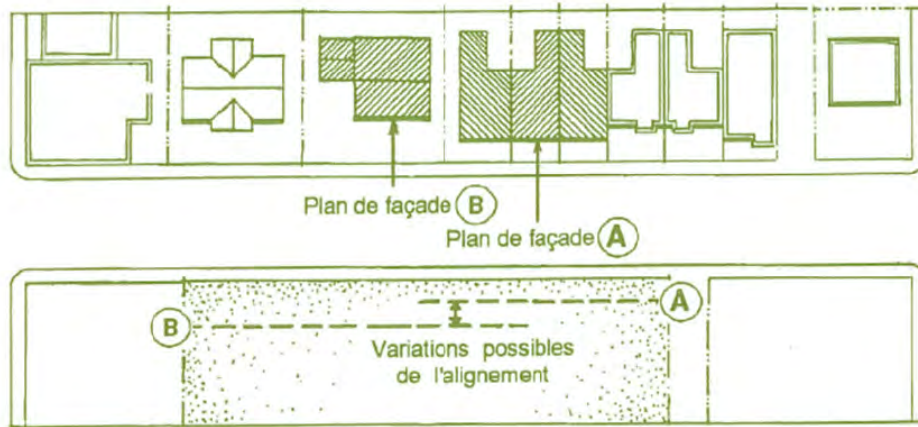 Plan de façade B
Plan de façade A
A
B
Variations possibles
de l'alignement